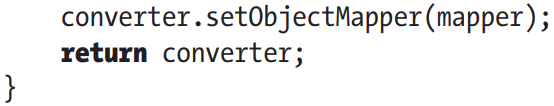 converter.setObjectMapper(mapper);
return converter;
}